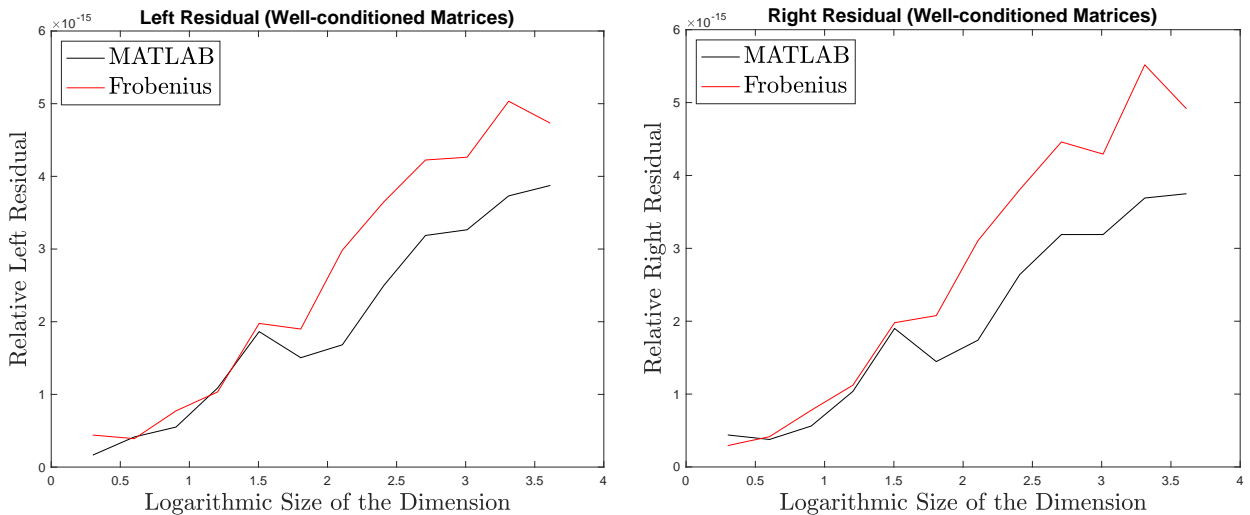 Left Residual (Well-conditioned Matrices)
×10^-15
6
5
4
3
2
1
0
Relative Left Residual
MATLAB
Frobenius
0 0.5 1 1.5 2 2.5 3 3.5 4
Logarithmic Size of the Dimension
Right Residual (Well-conditioned Matrices)
×10^-15
6
5
4
3
2
1
0
Relative Right Residual
MATLAB
Frobenius
0 0.5 1 1.5 2 2.5 3 3.5 4
Logarithmic Size of the Dimension